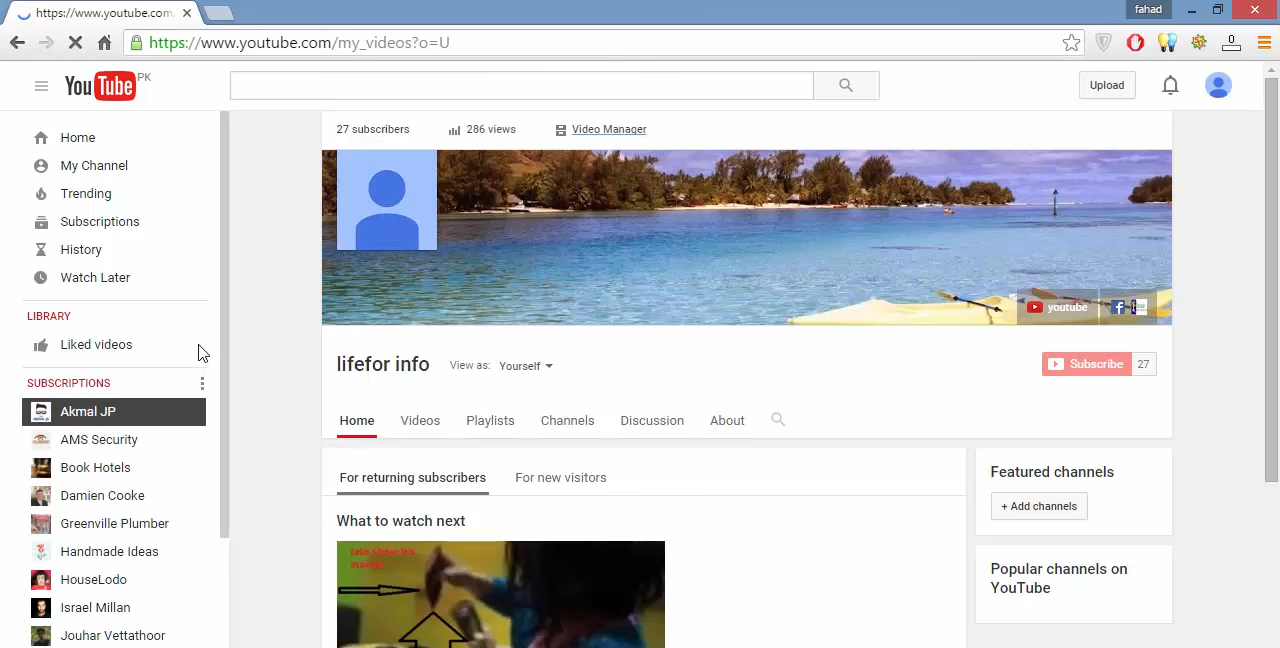 https://www.youtube.com/
fahad
https://www.youtube.com/my_videos?o=U
0
YouTube PK
Upload
Home
My Channel
Trending
Subscriptions
History
Watch Later
LIBRARY
Liked videos
SUBSCRIPTIONS
Akmal JP
AMS Security
Book Hotels
Damien Cooke
Greenville Plumber
Handmade Ideas
HouseLodo
Israel Millan
Jouhar Vettathoor
27 subscribers
286 views
Video Manager
youtube
lifefor info
View as: Yourself
Subscribe 27
Home Videos Playlists Channels Discussion About
For returning subscribers For new visitors
What to watch next
Featured channels
+ Add channels
Popular channels on
YouTube